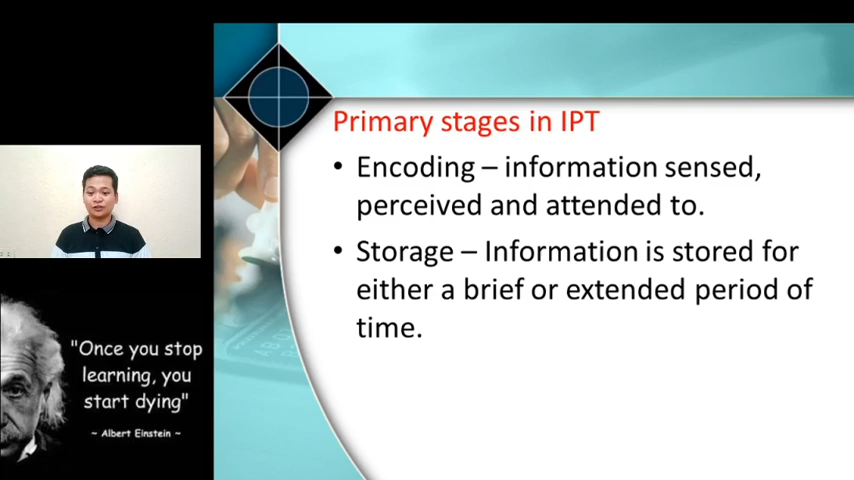 Primary stages in IPT
• Encoding – information sensed,
perceived and attended to.
• Storage – Information is stored for
either a brief or extended period of
time.
"Once you stop
learning, you
start dying"
~ Albert Einstein ~